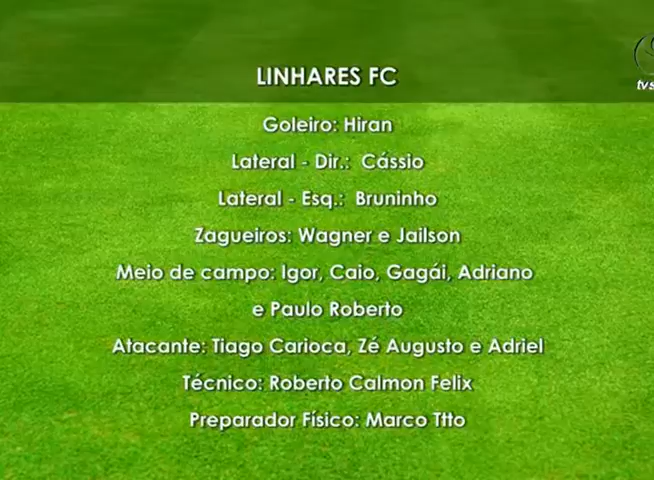 LINHARES FC
tvs
Goleiro: Hiran
Lateral - Dir.: Cássio
Lateral - Esq.: Bruninho
Zagueiros: Wagner e Jailson
Meio de campo: Igor, Caio, Gagái, Adriano
e Paulo Roberto
Atacante: Tiago Carioca, Zé Augusto e Adriel
Técnico: Roberto Calmon Felix
Preparador Físico: Marco Ttto